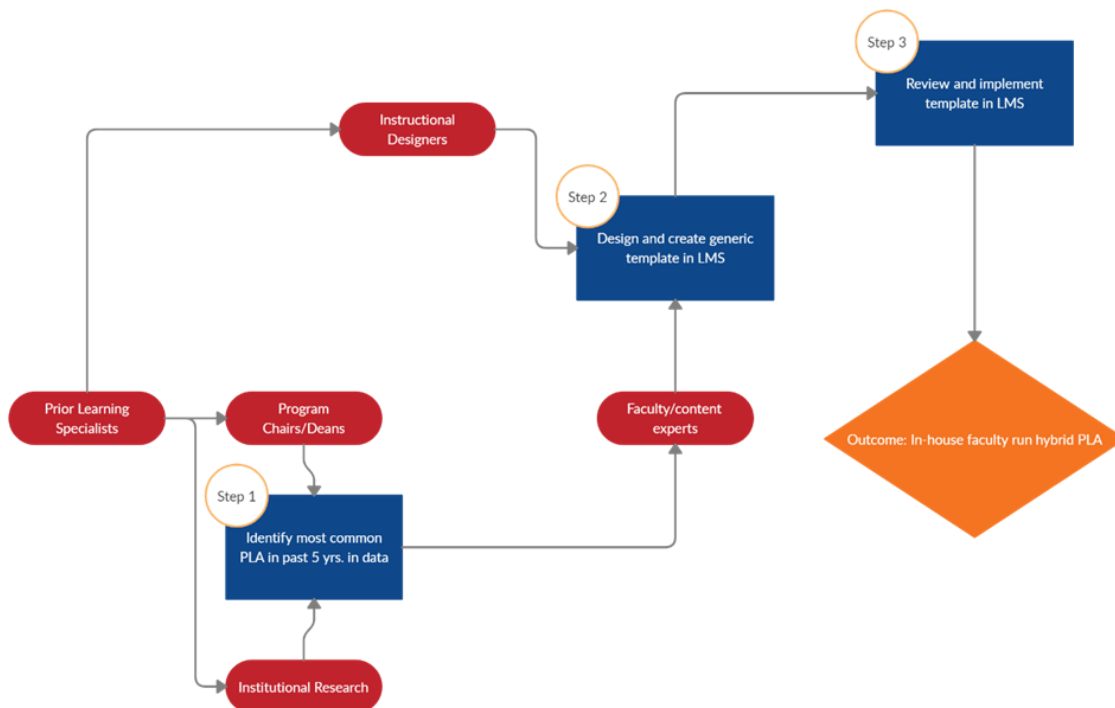 Step 3
Review and implement
template in LMS
Instructional
Designers
Step 2
Design and create generic
template in LMS
Prior Learning
Specialists
Program
Chairs/Deans
Faculty/content
experts
Outcome: In-house faculty run hybrid PLA
Step 1
Identify most common
PLA in past 5 yrs. in data
Institutional Research